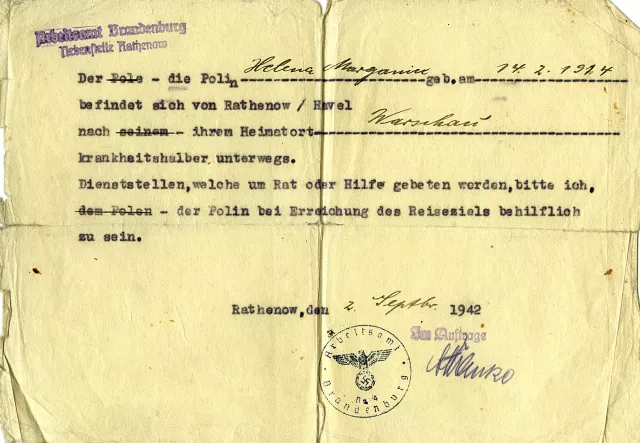 Arbeitsamt Brandenburg
Nebenstelle Rathenow
Der Pole - die Polin Helena geb.am 14.2.1924
befindet sich von Rathenow / Havel
nach seinem - ihrem Heimatort Warschau
krankheitshalber unterwegs.
Dienststellen,welche um Rat oder Hilfe gebeten werden,bitte ich,
dem Polen - der Polin bei Erreichung des Reiseziels behilflich
zu sein.
Rathenow,den 2. Septbr. 1942
Im Auftrage
Arbeitsamt
Brandenburg